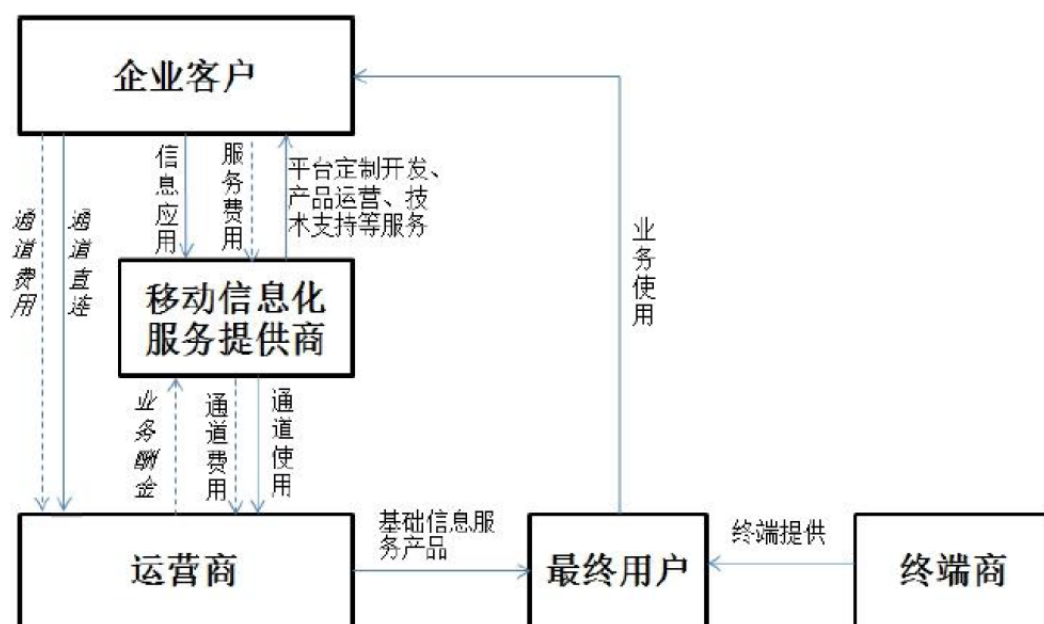 企业客户
通道费用
通道直连
信息应用
服务费用
平台定制开发、
产品运营、技
术支持等服务
业务使用
移动信息化
服务提供商
业务酬金
通道费用
通道使用
运营商
基础信息服
务产品
最终用户
终端提供
终端商